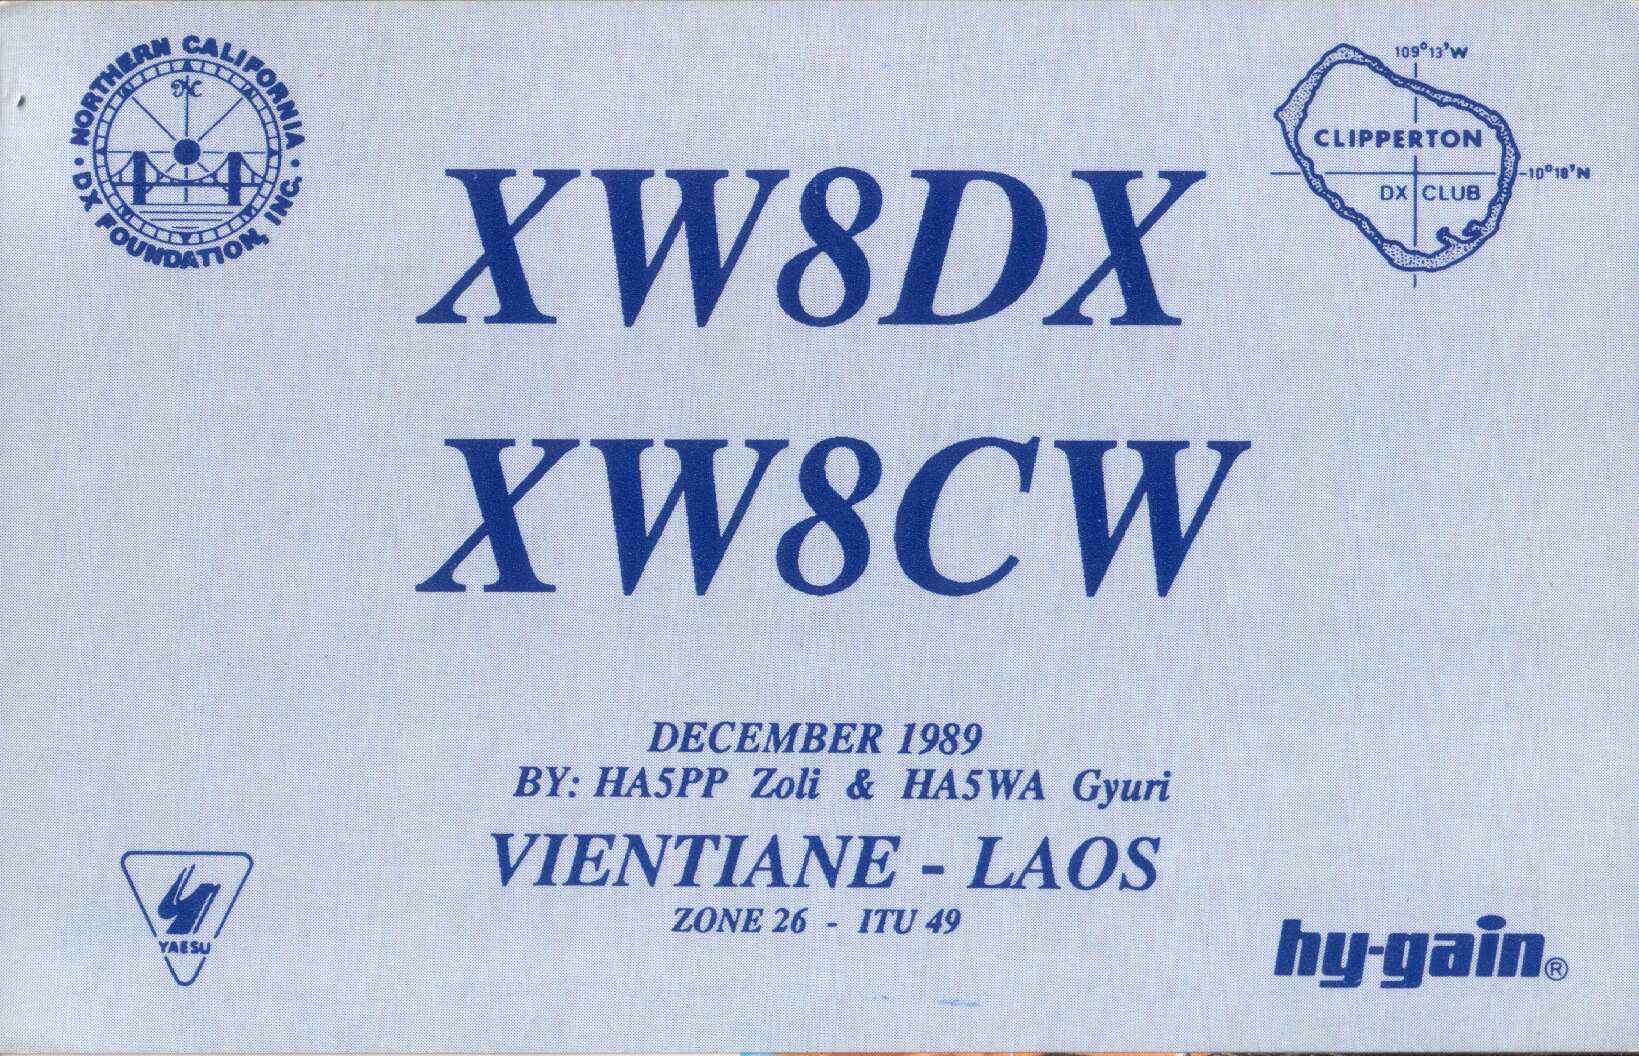 NORTHERN CALIFORNIA
DX FOUNDATION, INC.
NC
109°13'W
CLIPPERTON
10°18'N
DX CLUB
XW8DX
XW8CW
DECEMBER 1989
BY: HA5PP Zoli & HA5WA Gyuri
VIENTIANE - LAOS
ZONE 26 - ITU 49
YAESU
hy-gain®